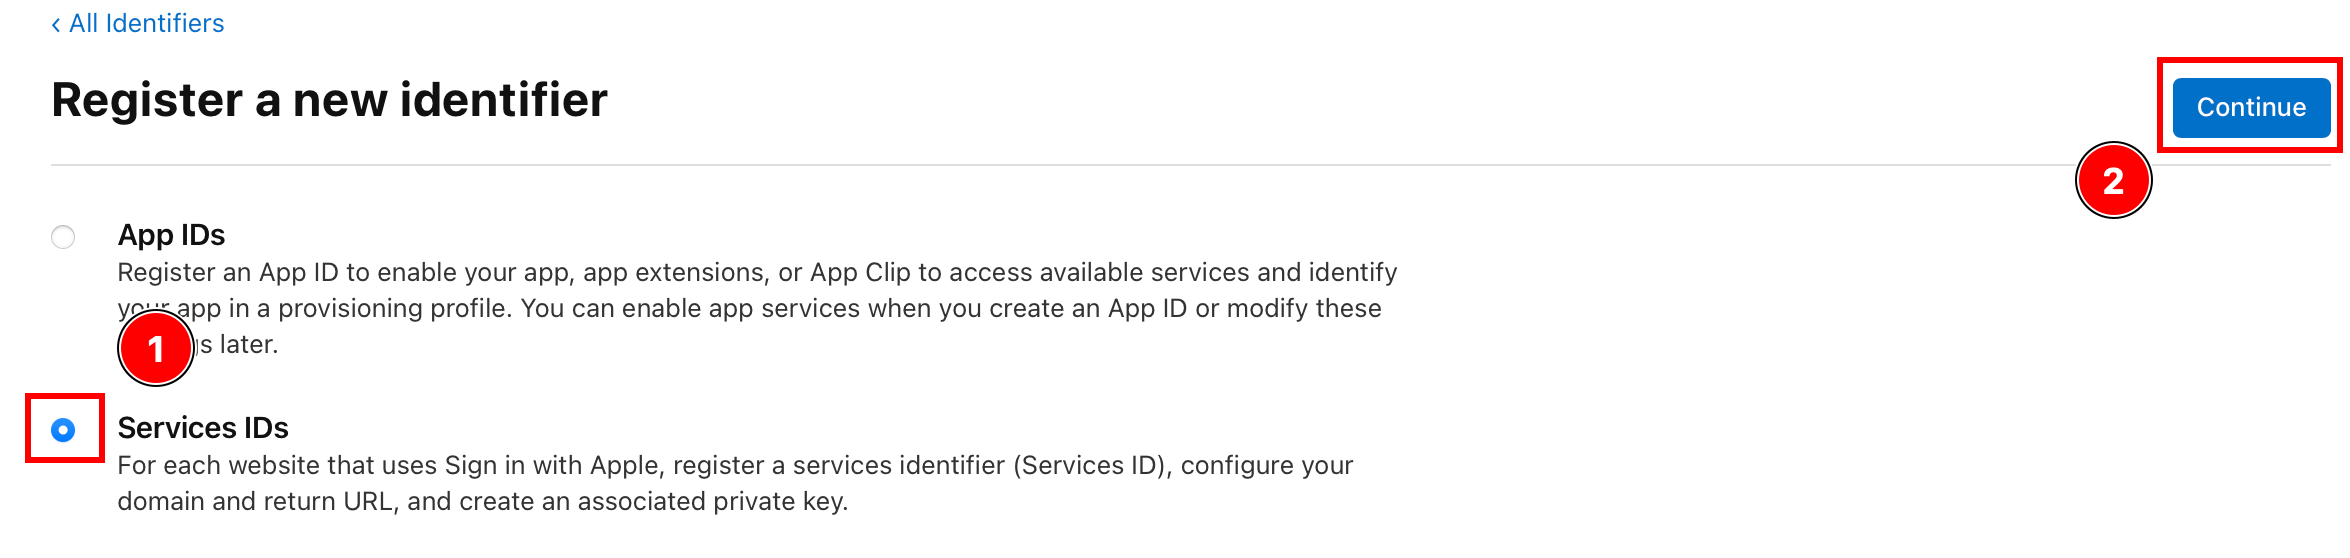 ‹ All Identifiers
Register a new identifier
Continue
2
App IDs
Register an App ID to enable your app, app extensions, or App Clip to access available services and identify
your app in a provisioning profile. You can enable app services when you create an App ID or modify these
1
later.
Services IDs
For each website that uses Sign in with Apple, register a services identifier (Services ID), configure your
domain and return URL, and create an associated private key.